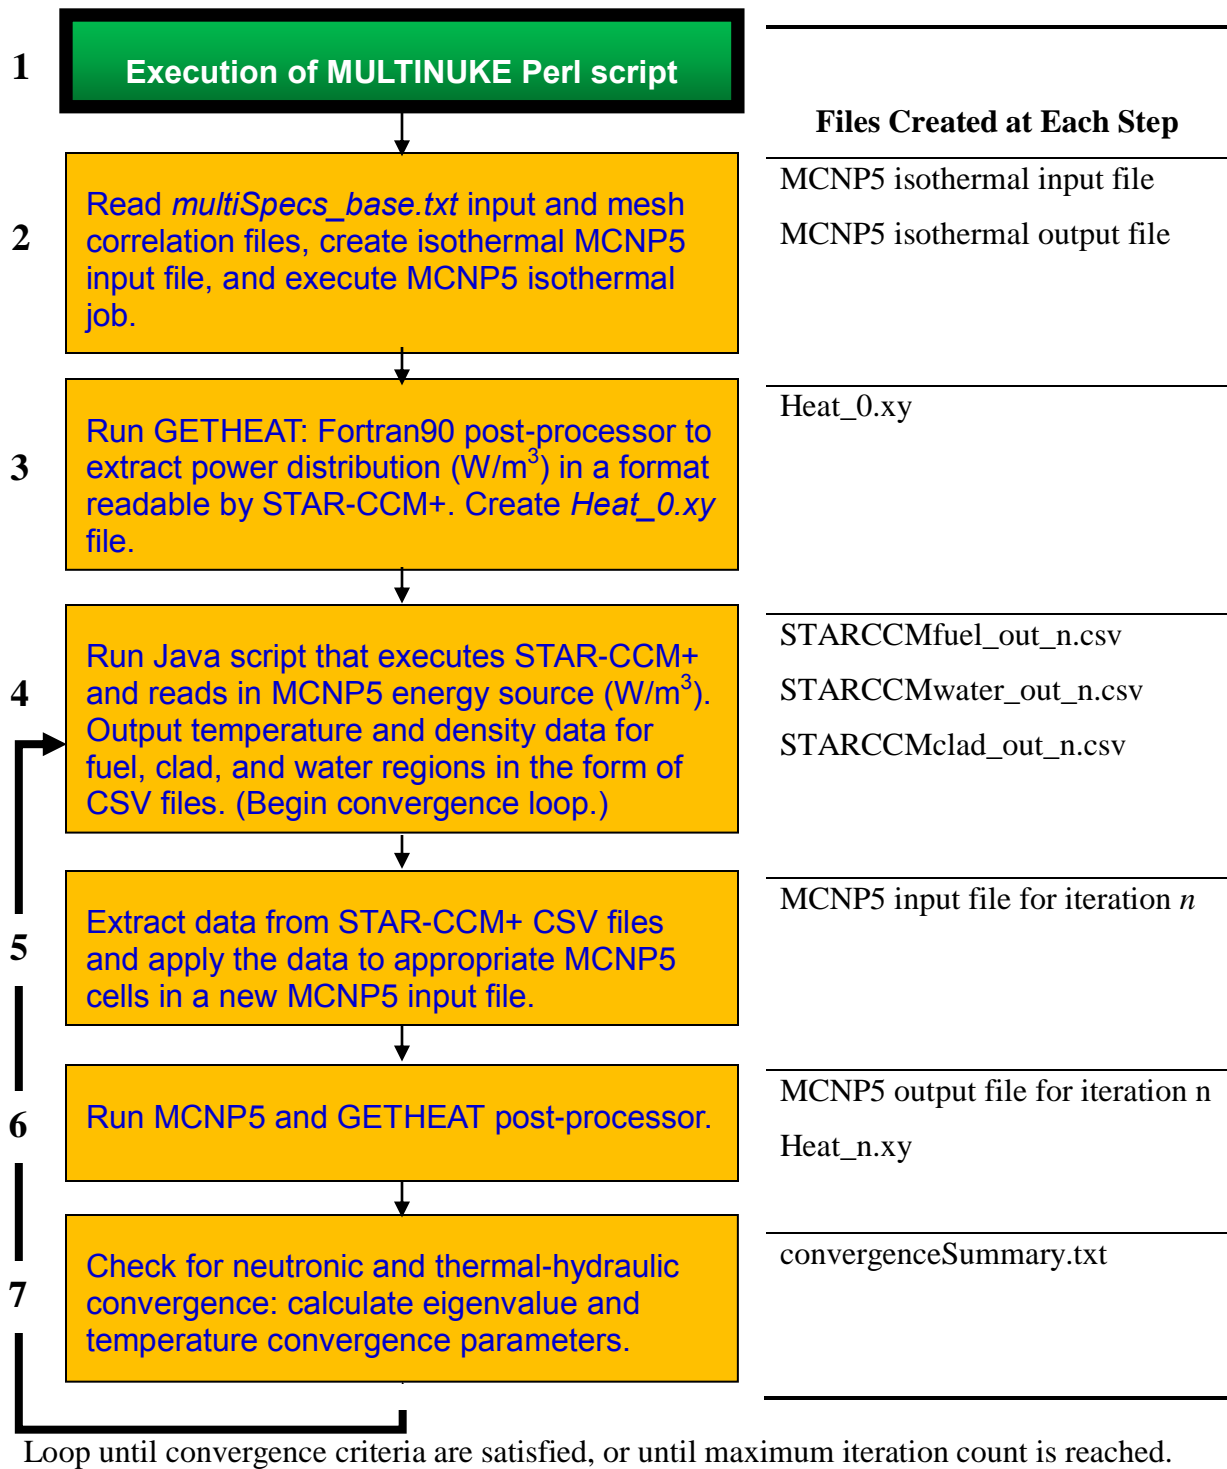 1
Execution of MULTINUKE Perl script
Files Created at Each Step
2
Read multiSpecs_base.txt input and mesh
correlation files, create isothermal MCNP5
input file, and execute MCNP5 isothermal
job.
MCNP5 isothermal input file
MCNP5 isothermal output file
3
Run GETHEAT: Fortran90 post-processor to
extract power distribution (W/m³) in a format
readable by STAR-CCM+. Create Heat_0.xy
file.
Heat_0.xy
4
Run Java script that executes STAR-CCM+
and reads in MCNP5 energy source (W/m³).
Output temperature and density data for
fuel, clad, and water regions in the form of
CSV files. (Begin convergence loop.)
STARCCMfuel_out_n.csv
STARCCMwater_out_n.csv
STARCCMclad_out_n.csv
5
Extract data from STAR-CCM+ CSV files
and apply the data to appropriate MCNP5
cells in a new MCNP5 input file.
MCNP5 input file for iteration n
6
Run MCNP5 and GETHEAT post-processor.
MCNP5 output file for iteration n
Heat_n.xy
7
Check for neutronic and thermal-hydraulic
convergence: calculate eigenvalue and
temperature convergence parameters.
convergenceSummary.txt
Loop until convergence criteria are satisfied, or until maximum iteration count is reached.